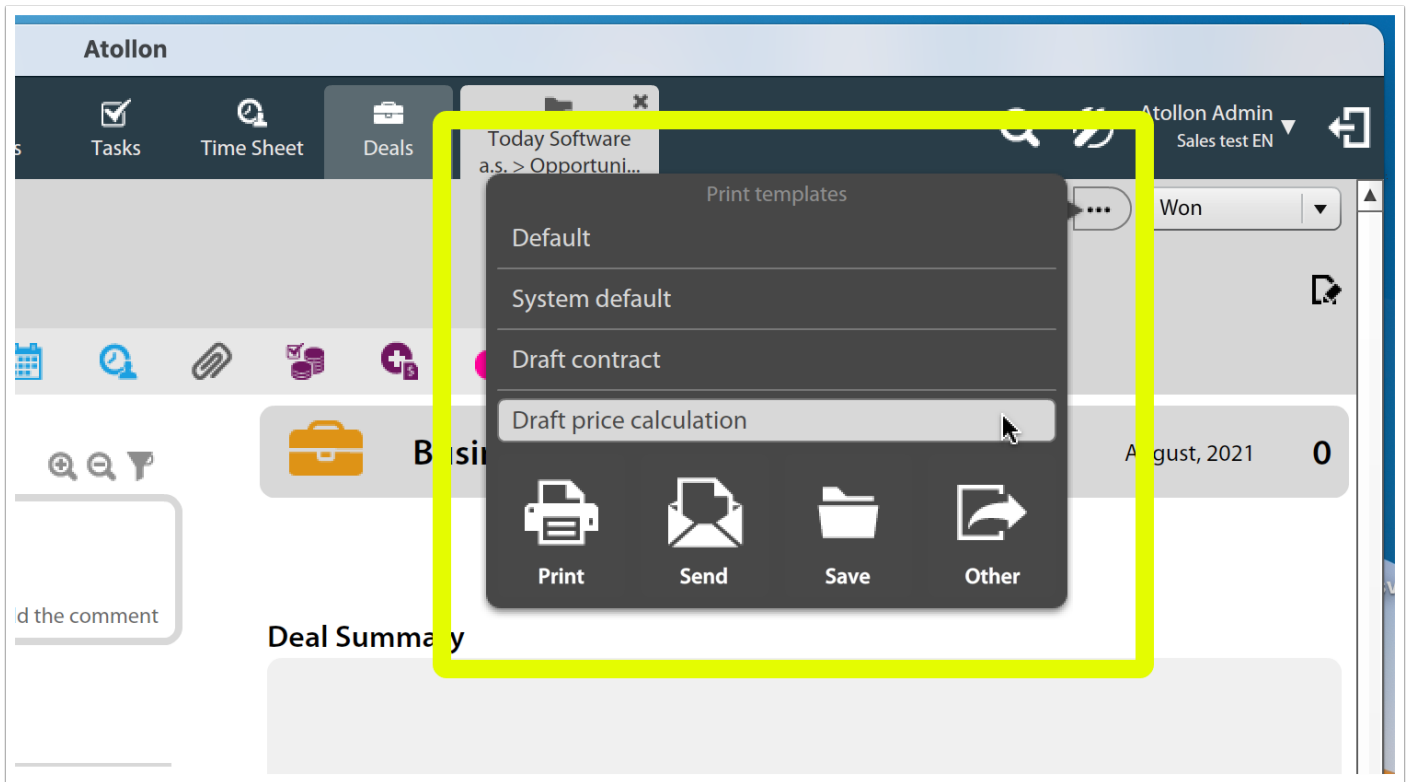 Atollon
s
Tasks
Time Sheet
Deals
Today Software
a.s. > Opportuni...
Atollon Admin
Sales test EN
Print templates
Won
Default
System default
Draft contract
Draft price calculation
August, 2021
0
Print
Send
Save
Other
d the comment
Deal Summary